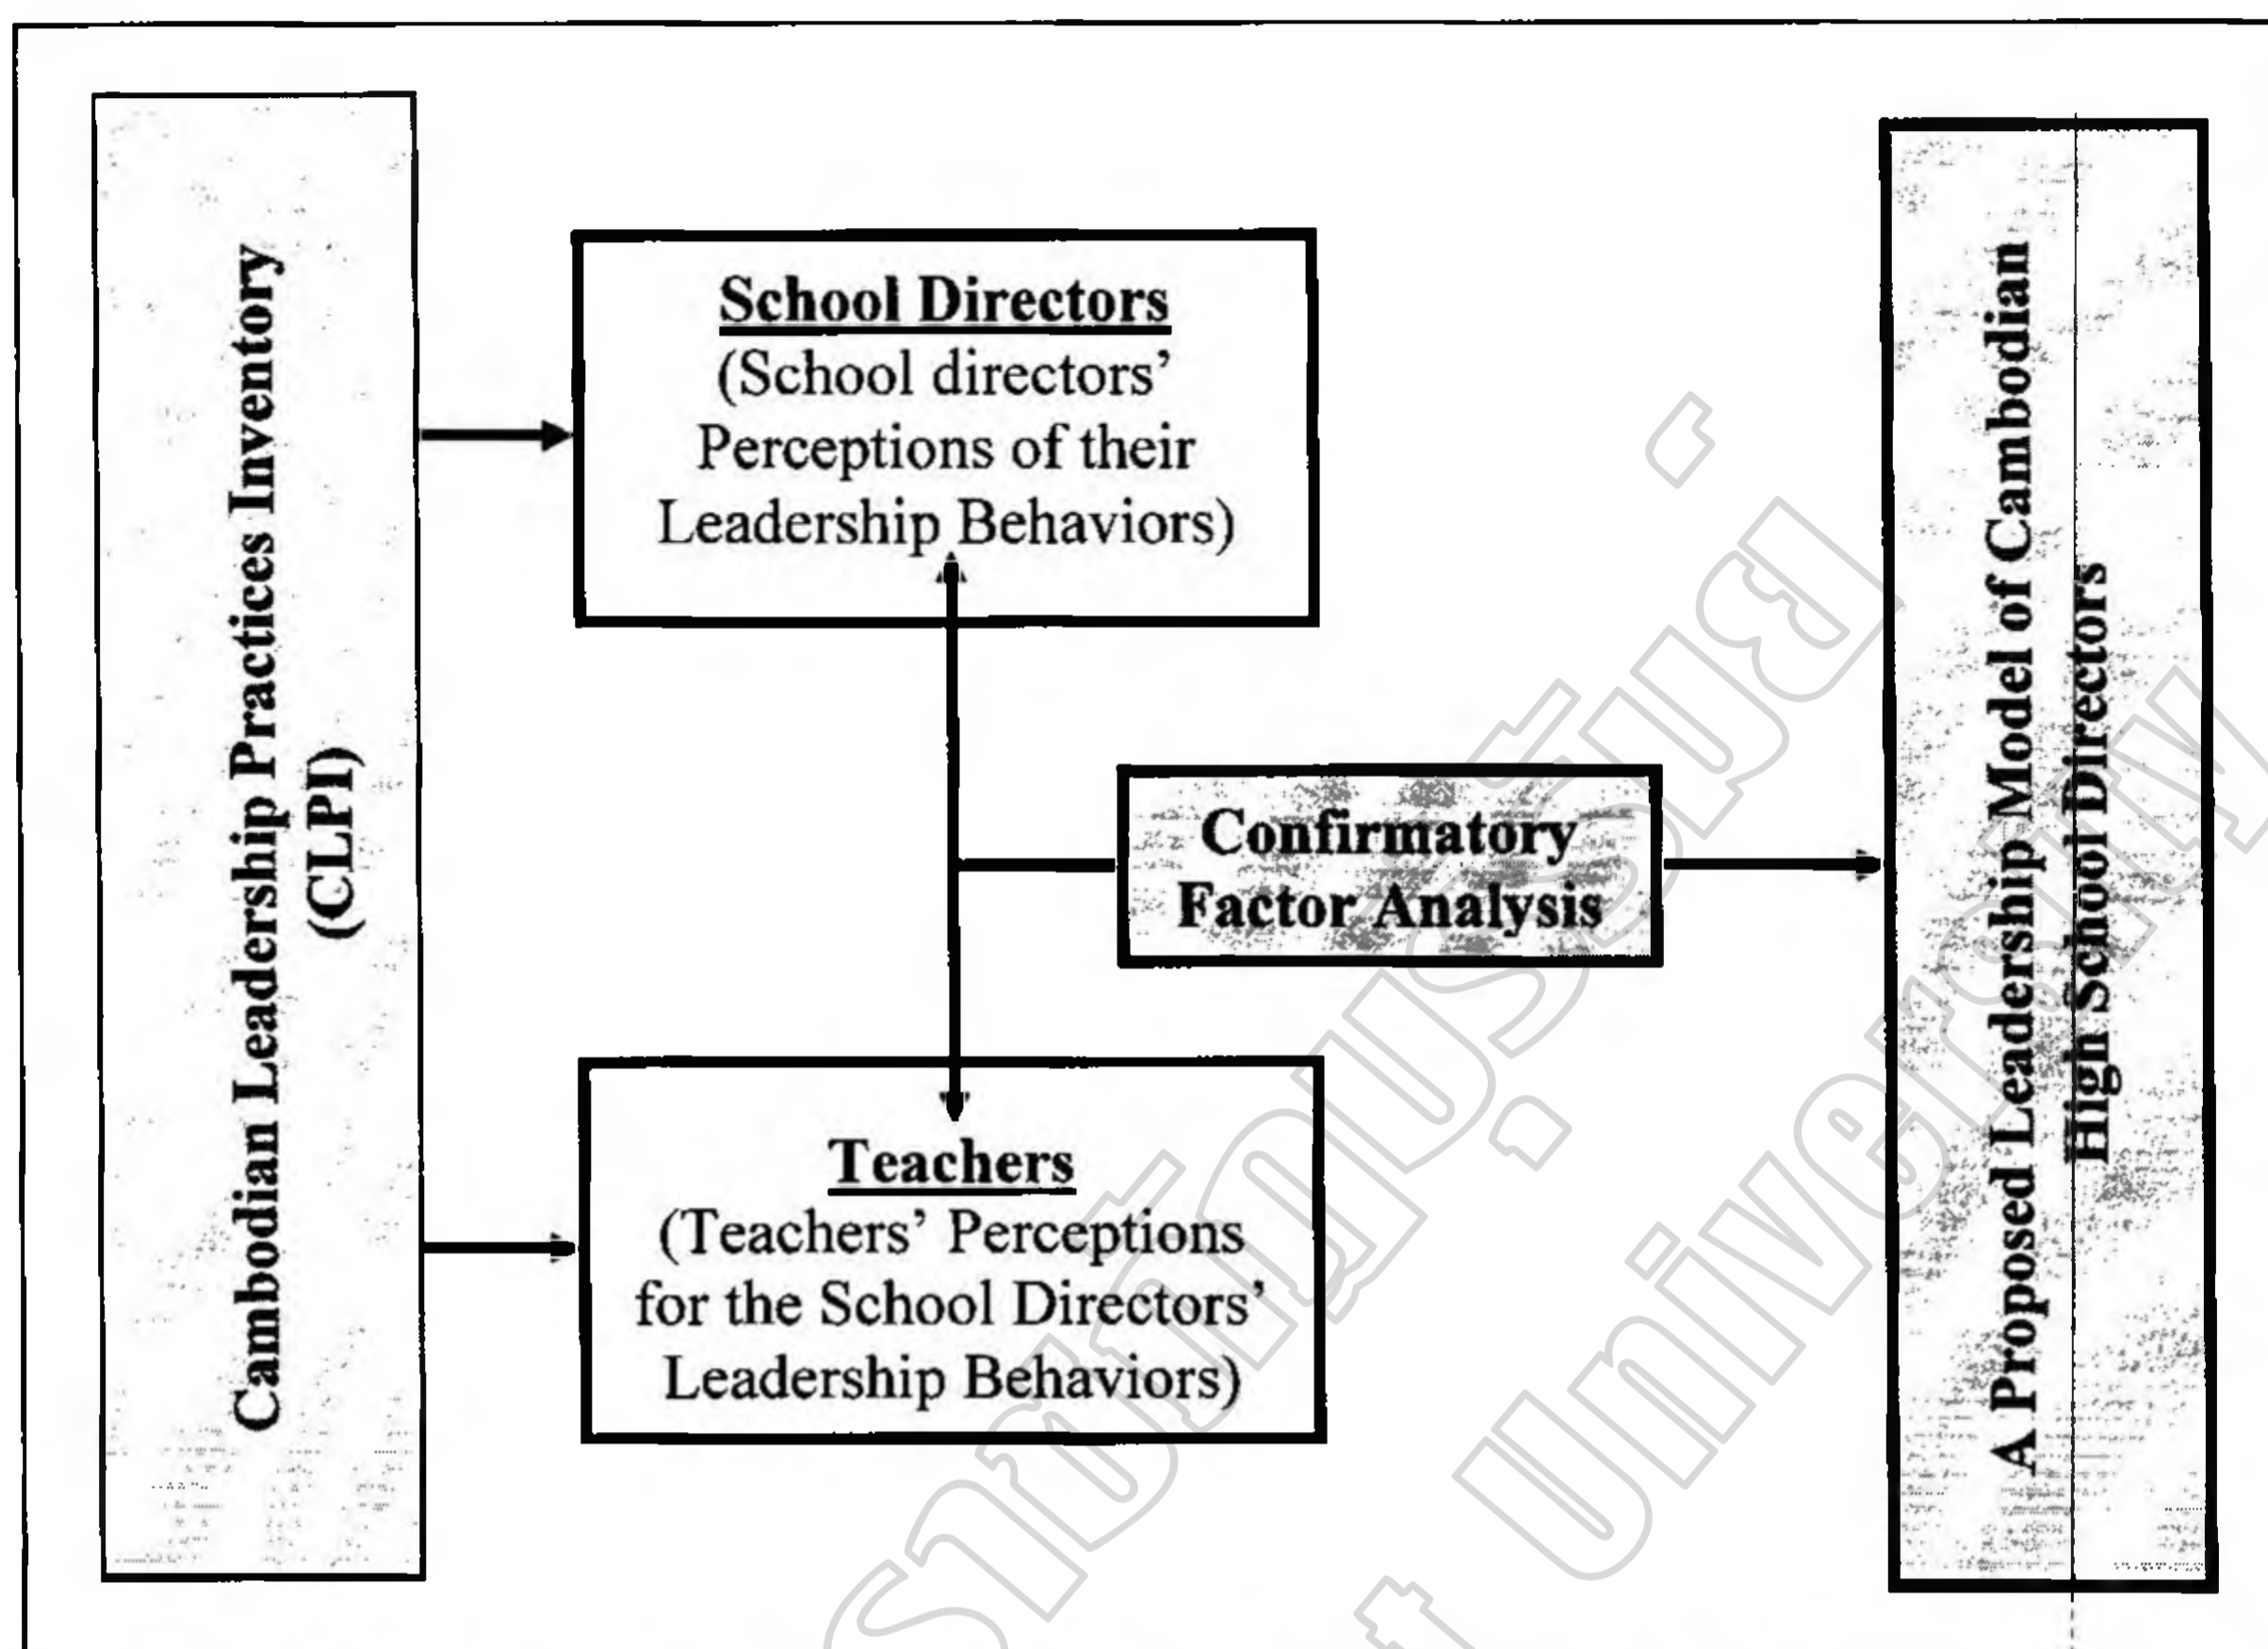 Cambodian Leadership Practices Inventory
(CLPI)
School Directors
(School directors’
Perceptions of their
Leadership Behaviors)
Confirmatory
Factor Analysis
Teachers
(Teachers’ Perceptions
for the School Directors’
Leadership Behaviors)
A Proposed Leadership Model of Cambodian
High School Directors
University